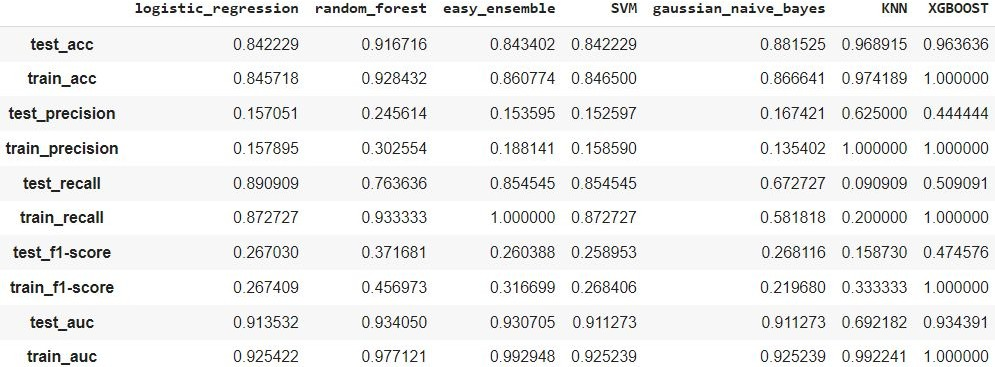 logistic_regression random_forest easy_ensemble SVM gaussian_naive_bayes KNN XGBOOST
test_acc 0.842229 0.916716 0.843402 0.842229 0.881525 0.968915 0.963636
train_acc 0.845718 0.928432 0.860774 0.846500 0.866641 0.974189 1.000000
test_precision 0.157051 0.245614 0.153595 0.152597 0.167421 0.625000 0.444444
train_precision 0.157895 0.302554 0.188141 0.158590 0.135402 1.000000 1.000000
test_recall 0.890909 0.763636 0.854545 0.854545 0.672727 0.090909 0.509091
train_recall 0.872727 0.933333 1.000000 0.872727 0.581818 0.200000 1.000000
test_f1-score 0.267030 0.371681 0.260388 0.258953 0.268116 0.158730 0.474576
train_f1-score 0.267409 0.456973 0.316699 0.268406 0.219680 0.333333 1.000000
test_auc 0.913532 0.934050 0.930705 0.911273 0.911273 0.692182 0.934391
train_auc 0.925422 0.977121 0.992948 0.925239 0.925239 0.992241 1.000000